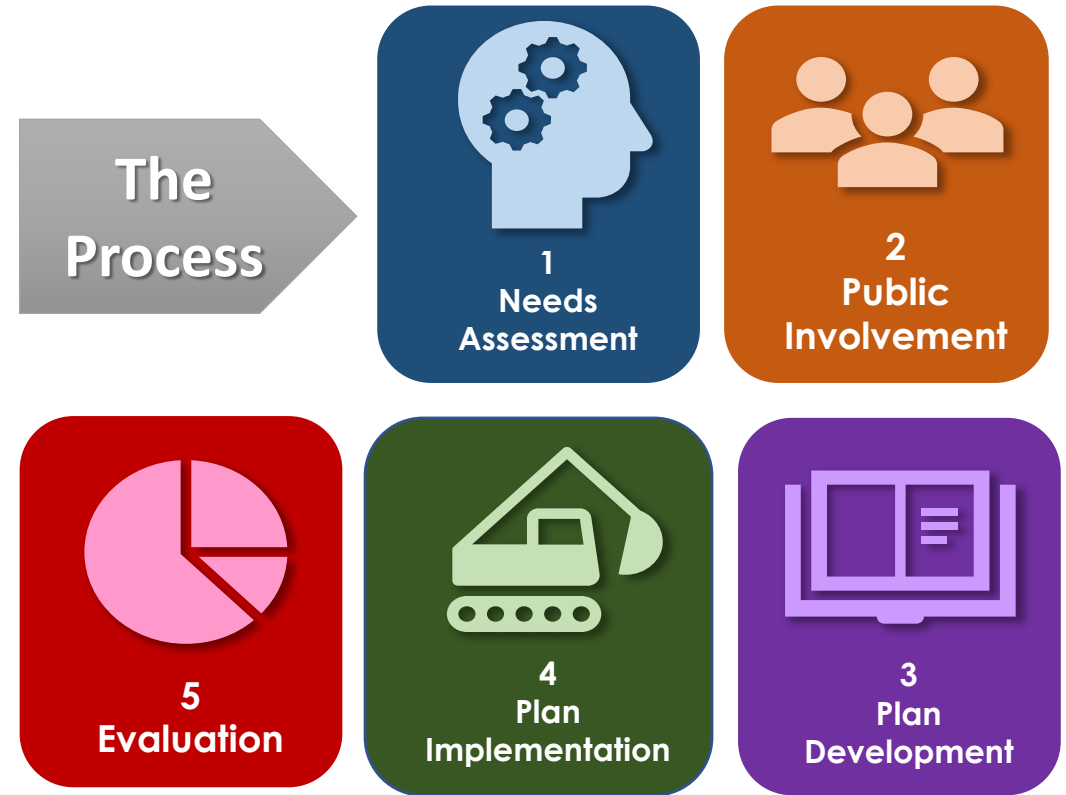 The
Process
1
Needs
Assessment
2
Public
Involvement
3
Plan
Development
4
Plan
Implementation
5
Evaluation